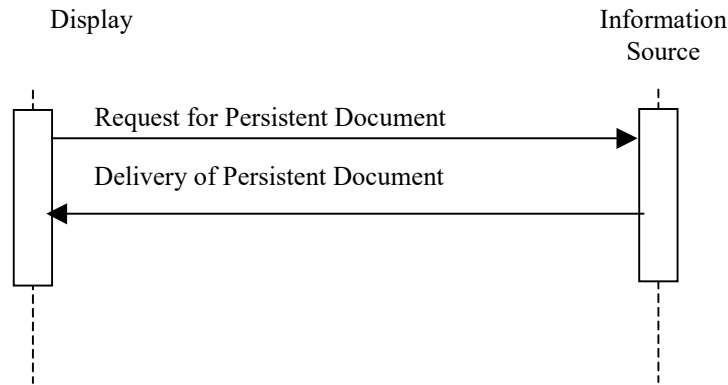 Display
Information
Source
Request for Persistent Document
Delivery of Persistent Document